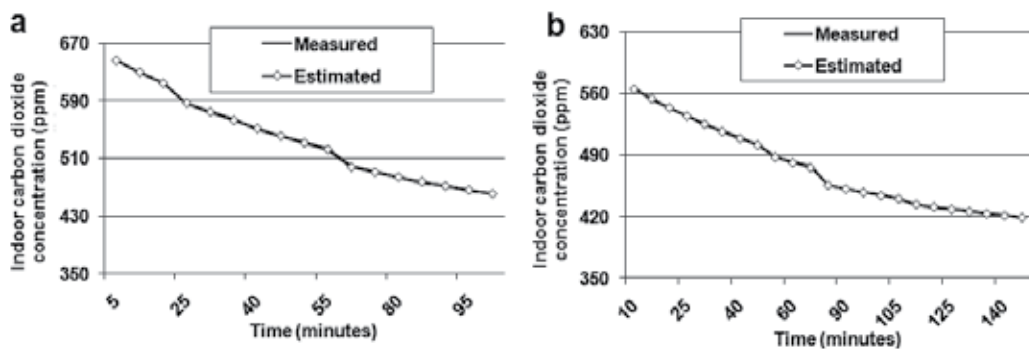 a
670
590
510
430
350
Measured
Estimated
Indoor carbon dioxide
concentration (ppm)
5
25
40
55
80
95
Time (minutes)
b
630
560
490
420
350
Measured
Estimated
Indoor carbon dioxide
concentration (ppm)
10
25
40
60
80
105
125
140
Time (minutes)